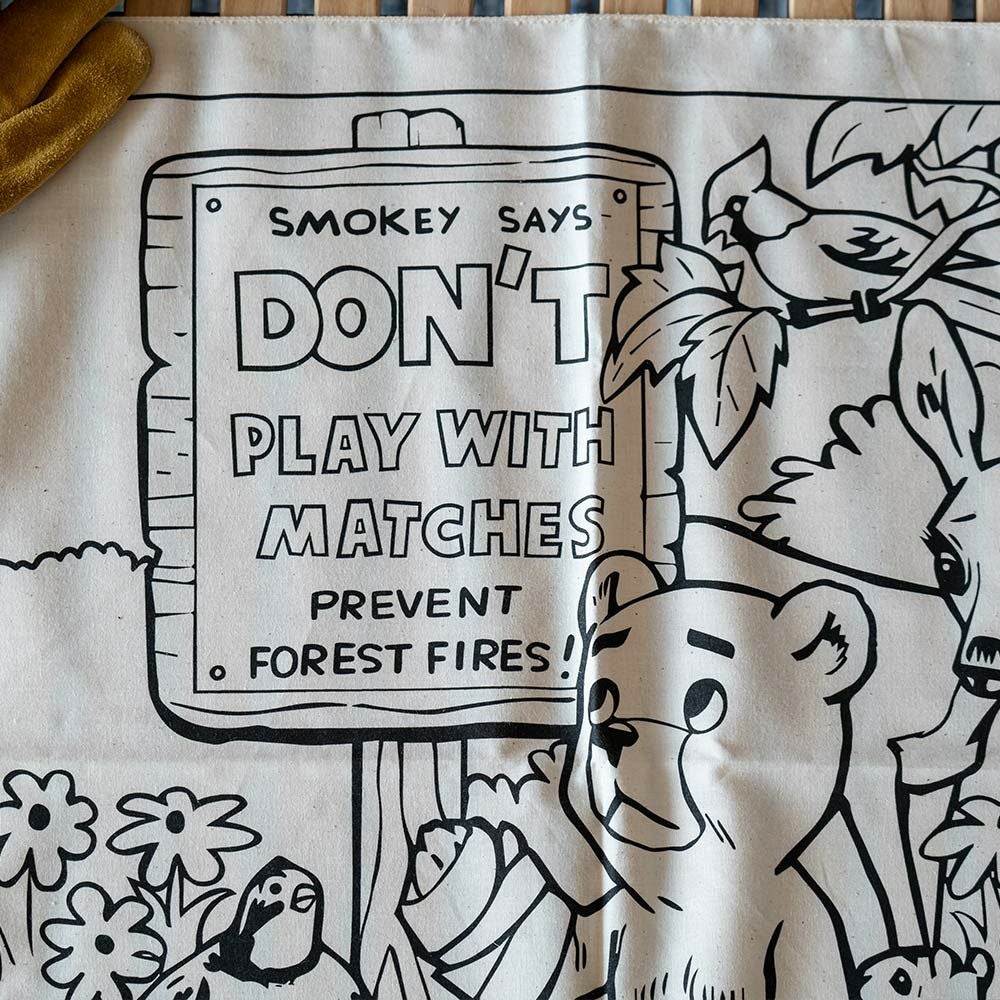 SMOKEY SAYS
DON'T
PLAY WITH
MATCHES
PREVENT
FOREST FIRES!